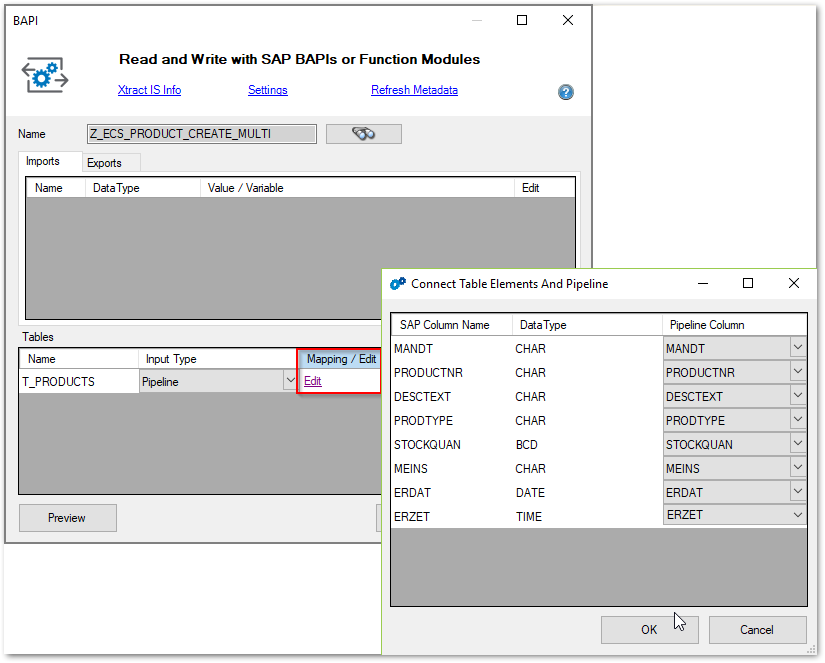 BAPI
Read and Write with SAP BAPIs or Function Modules
Xtract IS Info Settings Refresh Metadata
?
Name Z_ECS_PRODUCT_CREATE_MULTI
Imports Exports
Name DataType Value / Variable Edit
Tables
Name Input Type Mapping / Edit
T_PRODUCTS Pipeline Edit
Preview
Connect Table Elements And Pipeline
SAP Column Name DataType Pipeline Column
MANDT CHAR MANDT
PRODUCTNR CHAR PRODUCTNR
DESCTEXT CHAR DESCTEXT
PRODTYPE CHAR PRODTYPE
STOCKQUAN BCD STOCKQUAN
MEINS CHAR MEINS
ERDAT DATE ERDAT
ERZET TIME ERZET
OK Cancel